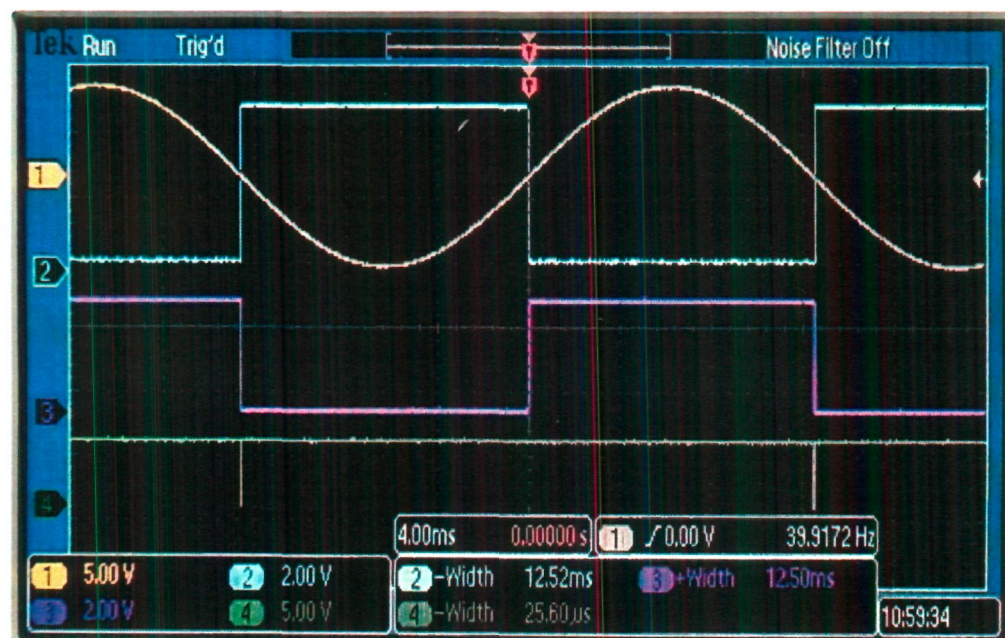 Tek Run Trig'd Noise Filter Off
1
2
3
4
4.00ms 0.00000 s 1 ƒ 0.00 V 39.9172 Hz
1 5.00 V 2 2.00 V 2 -Width 12.52ms 3 +Width 12.50ms
3 2.00 V 4 5.00 V 4 -Width 25.60µs
10:59:34